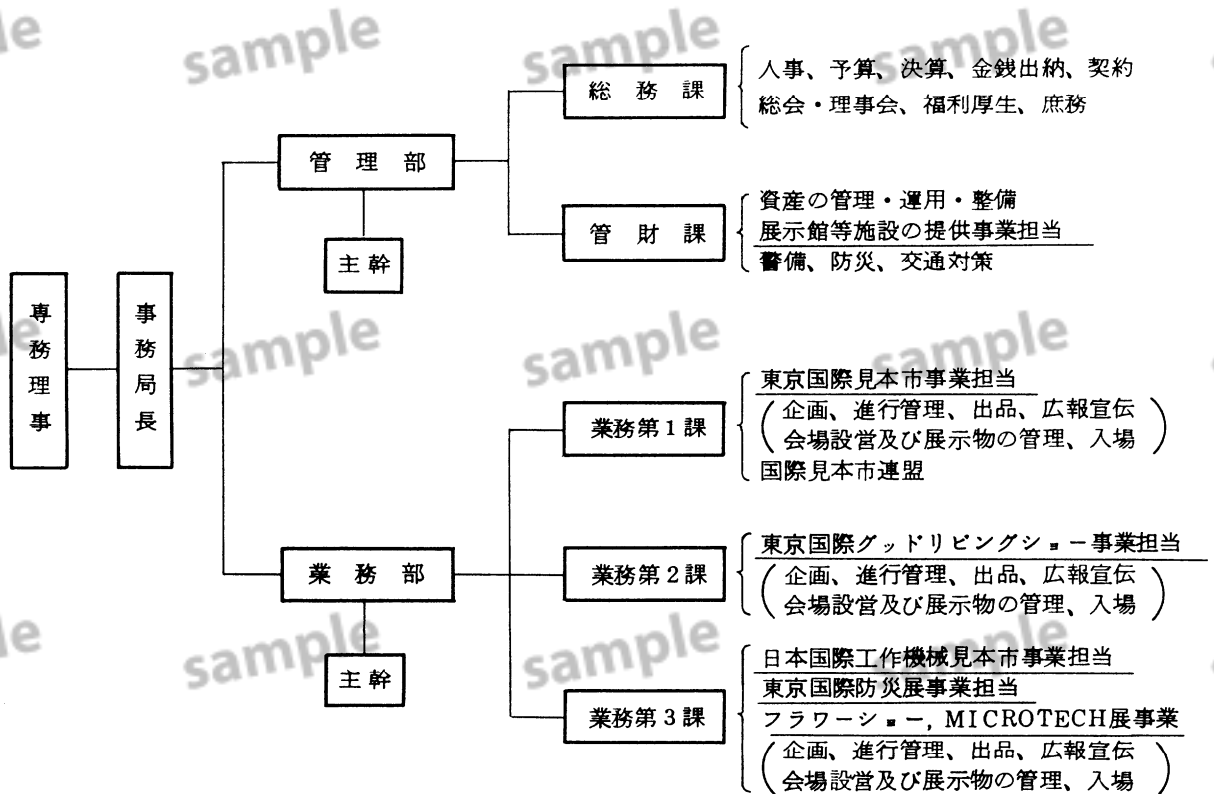 専務理事
事務局長
管理部
主幹
総務課
人事、予算、決算、金銭出納、契約
総会・理事会、福利厚生、庶務
管財課
資産の管理・運用・整備
展示館等施設の提供事業担当
警備、防災、交通対策
業務部
主幹
業務第1課
東京国際見本市事業担当
(企画、進行管理、出品、広報宣伝
会場設営及び展示物の管理、入場)
国際見本市連盟
業務第2課
東京国際グッドリビングショー事業担当
(企画、進行管理、出品、広報宣伝
会場設営及び展示物の管理、入場)
業務第3課
日本国際工作機械見本市事業担当
東京国際防災展事業担当
フラワーショー, MICROTECH展事業
(企画、進行管理、出品、広報宣伝
会場設営及び展示物の管理、入場)
sample
sample
sample
sample
sample
sample
sample
sample
sample